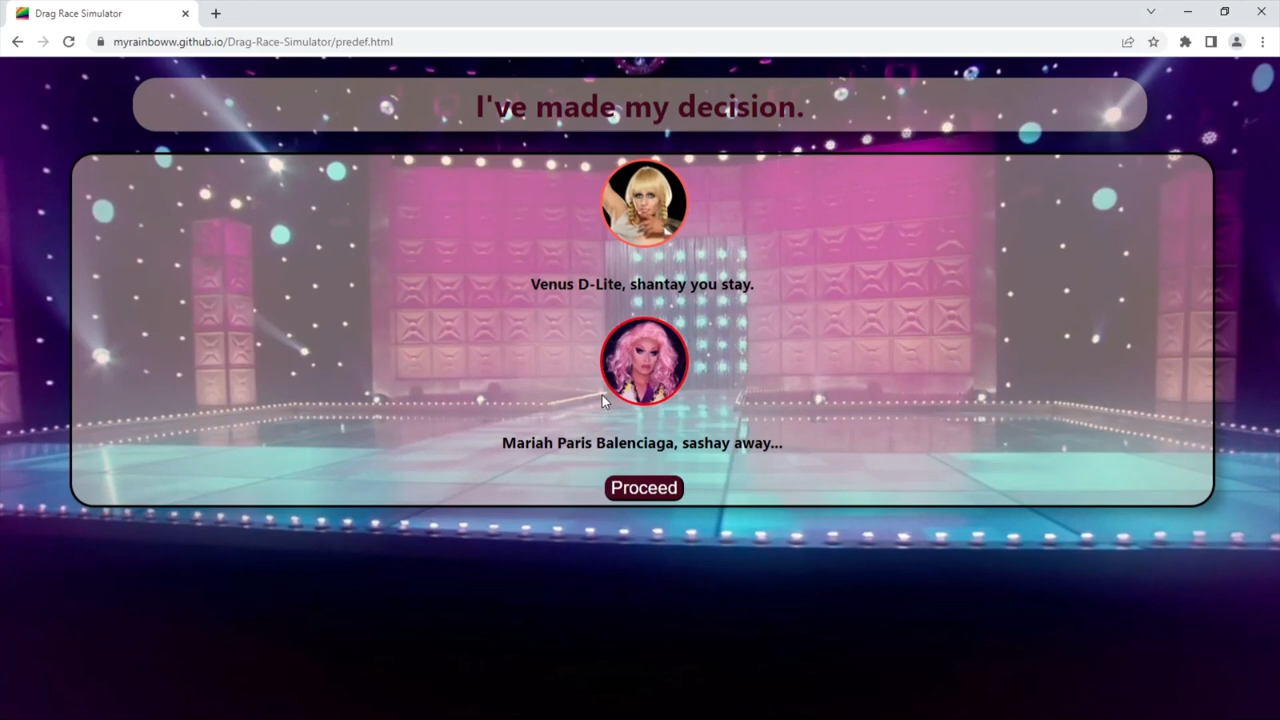 Drag Race Simulator
myrainboww.github.io/Drag-Race-Simulator/predef.html
I've made my decision.
Venus D-Lite, shantay you stay.
Mariah Paris Balenciaga, sashay away...
Proceed